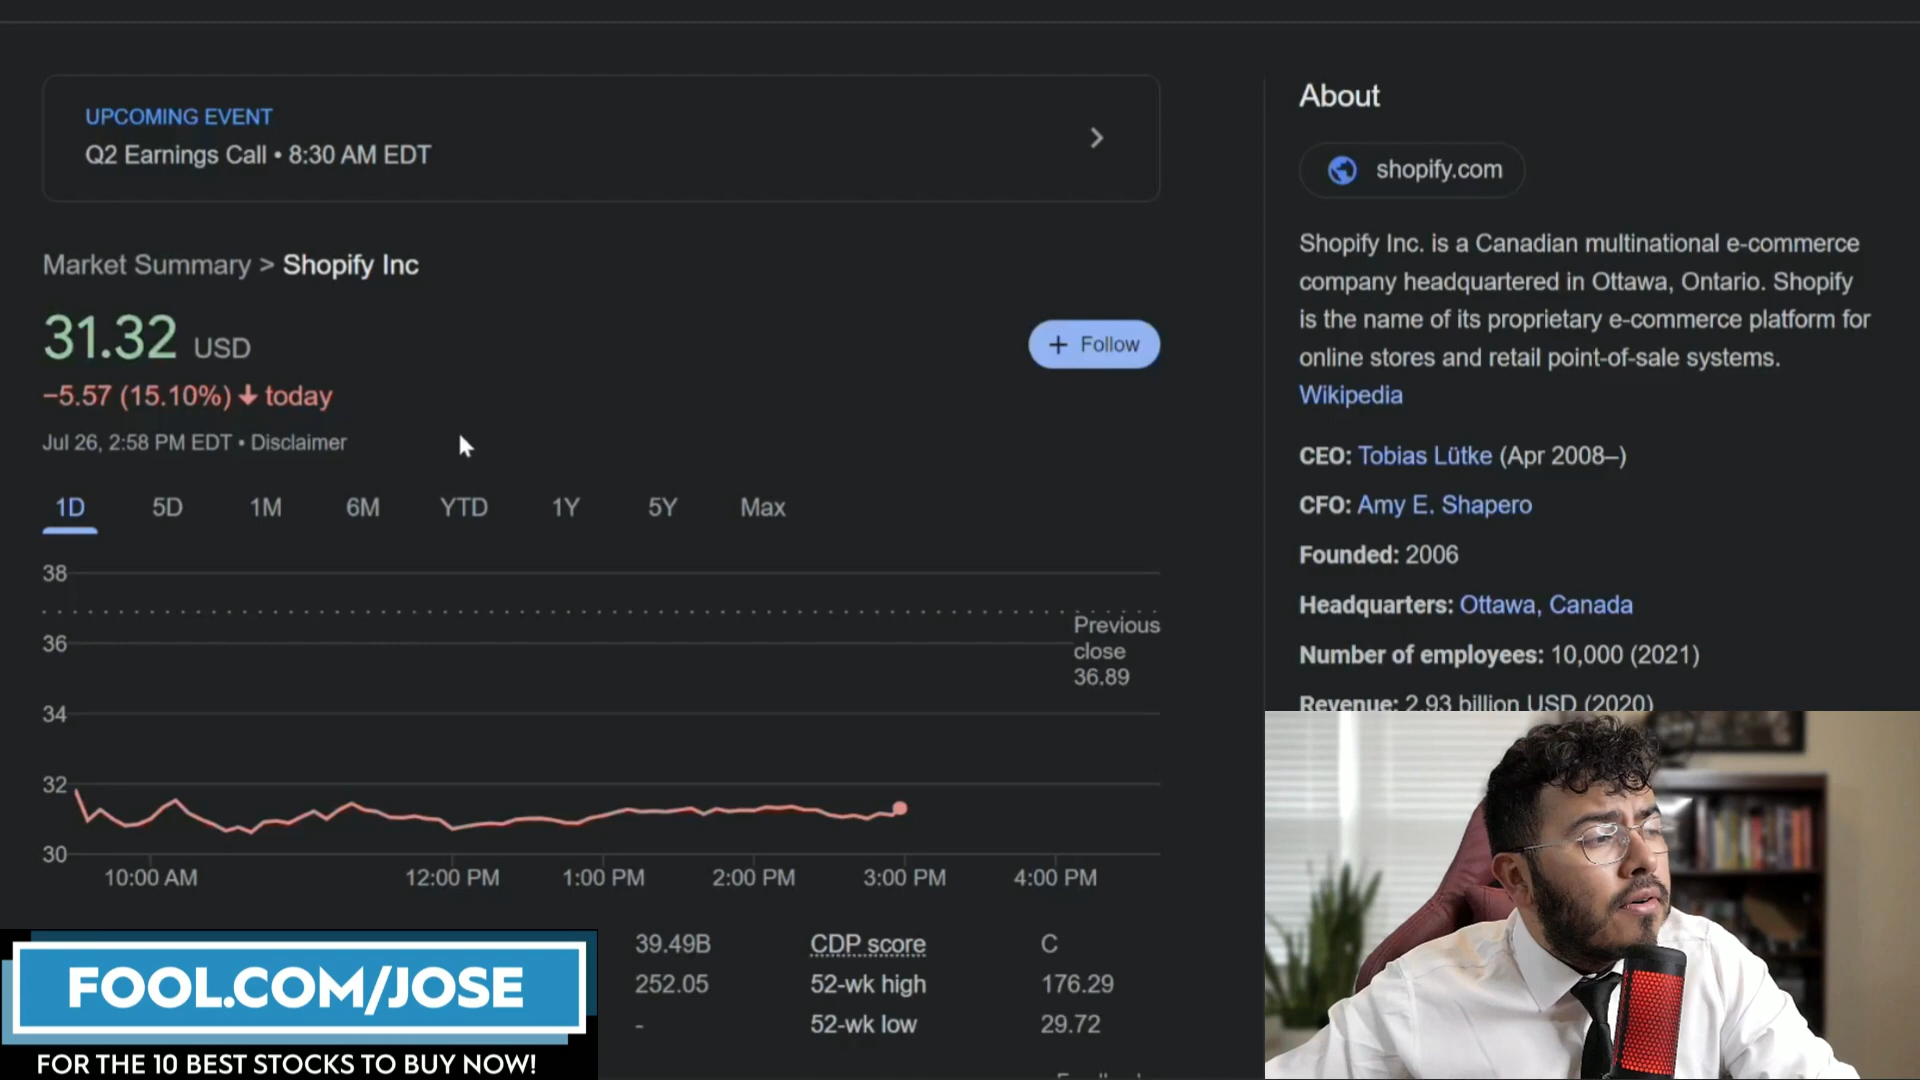 UPCOMING EVENT
Q2 Earnings Call • 8:30 AM EDT
Market Summary > Shopify Inc
31.32 USD
+ Follow
−5.57 (15.10%) ↓ today
Jul 26, 2:58 PM EDT • Disclaimer
1D 5D 1M 6M YTD 1Y 5Y Max
38
36
34
32
30
Previous
close
36.89
10:00 AM 12:00 PM 1:00 PM 2:00 PM 3:00 PM 4:00 PM
39.49B CDP score C
252.05 52-wk high 176.29
- 52-wk low 29.72
About
shopify.com
Shopify Inc. is a Canadian multinational e-commerce
company headquartered in Ottawa, Ontario. Shopify
is the name of its proprietary e-commerce platform for
online stores and retail point-of-sale systems.
Wikipedia
CEO: Tobias Lütke (Apr 2008–)
CFO: Amy E. Shapero
Founded: 2006
Headquarters: Ottawa, Canada
Number of employees: 10,000 (2021)
Revenue: 2.93 billion USD (2020)
FOOL.COM/JOSE
FOR THE 10 BEST STOCKS TO BUY NOW!